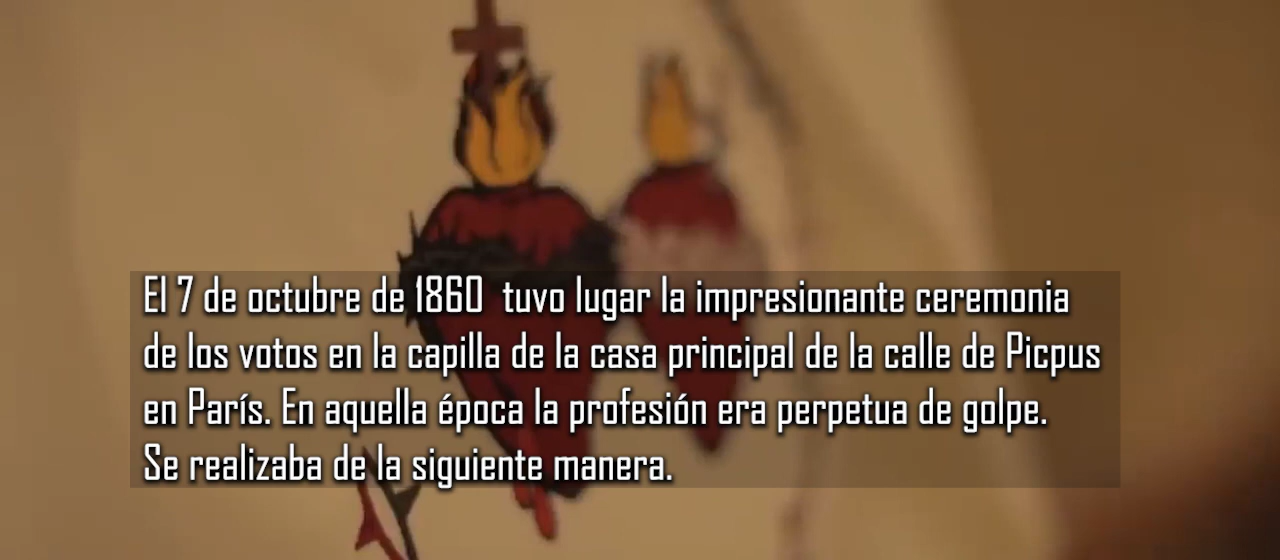 El 7 de octubre de 1860 tuvo lugar la impresionante ceremonia
de los votos en la capilla de la casa principal de la calle de Picpus
en París. En aquella época la profesión era perpetua de golpe.
Se realizaba de la siguiente manera.